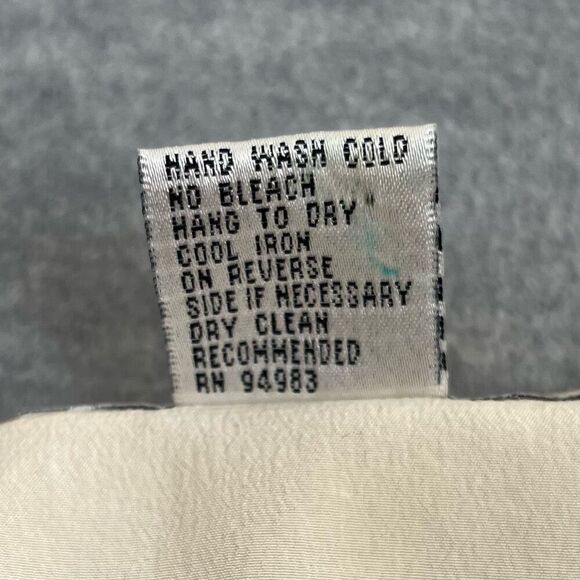 HAND WASH COLD
NO BLEACH
HANG TO DRY
COOL IRON
ON REVERSE
SIDE IF NECESSARY
DRY CLEAN
RECOMMENDED
RN 94983